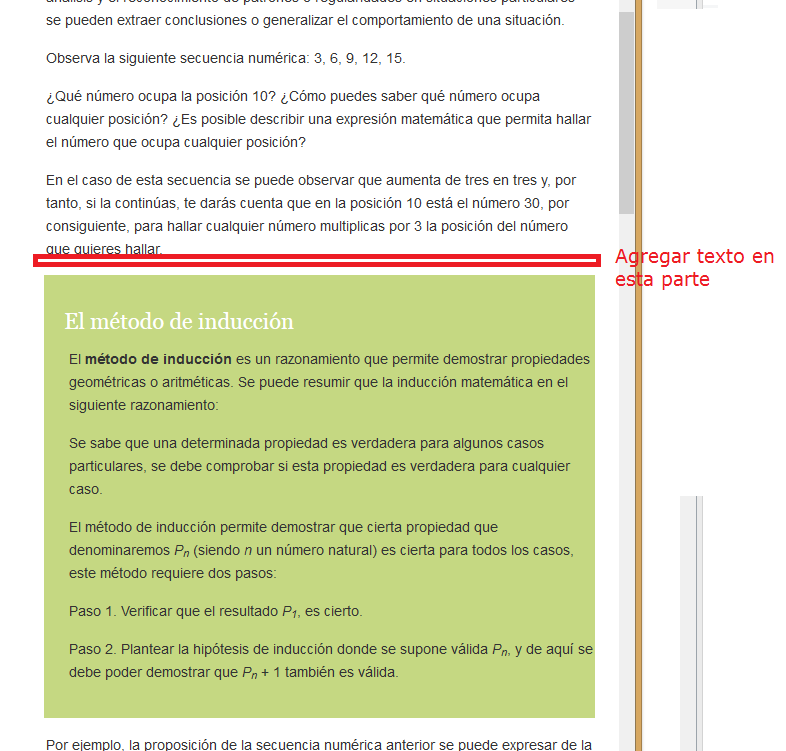 análisis y el reconocimiento de patrones o regularidades en situaciones particulares
se pueden extraer conclusiones o generalizar el comportamiento de una situación.
Observa la siguiente secuencia numérica: 3, 6, 9, 12, 15.
¿Qué número ocupa la posición 10? ¿Cómo puedes saber qué número ocupa
cualquier posición? ¿Es posible describir una expresión matemática que permita hallar
el número que ocupa cualquier posición?
En el caso de esta secuencia se puede observar que aumenta de tres en tres y, por
tanto, si la continúas, te darás cuenta que en la posición 10 está el número 30, por
consiguiente, para hallar cualquier número multiplicas por 3 la posición del número
que quieres hallar.
Agregar texto en
esta parte
El método de inducción
El método de inducción es un razonamiento que permite demostrar propiedades
geométricas o aritméticas. Se puede resumir que la inducción matemática en el
siguiente razonamiento:
Se sabe que una determinada propiedad es verdadera para algunos casos
particulares, se debe comprobar si esta propiedad es verdadera para cualquier
caso.
El método de inducción permite demostrar que cierta propiedad que
denominaremos Pn (siendo n un número natural) es cierta para todos los casos,
este método requiere dos pasos:
Paso 1. Verificar que el resultado P1, es cierto.
Paso 2. Plantear la hipótesis de inducción donde se supone válida Pn, y de aquí se
debe poder demostrar que Pn + 1 también es válida.
Por ejemplo, la proposición de la secuencia numérica anterior se puede expresar de la